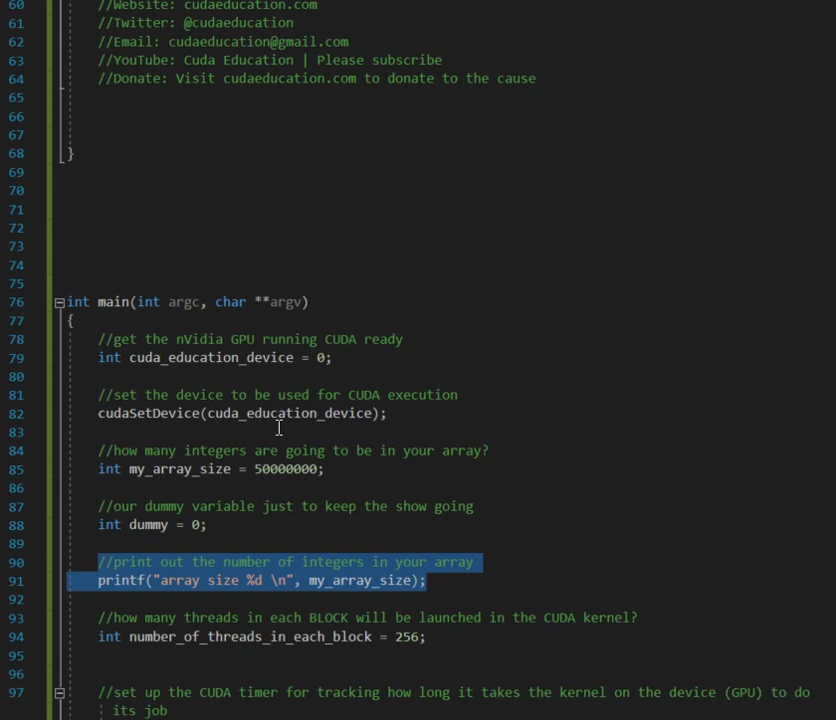 60 //Website: cudaeducation.com
61 //Twitter: @cudaeducation
62 //Email: cudaeducation@gmail.com
63 //YouTube: Cuda Education | Please subscribe
64 //Donate: Visit cudaeducation.com to donate to the cause
65
66
67
68 }
69
70
71
72
73
74
75
76 int main(int argc, char **argv)
77 {
78 //get the nVidia GPU running CUDA ready
79 int cuda_education_device = 0;
80
81 //set the device to be used for CUDA execution
82 cudaSetDevice(cuda_education_device);
83
84 //how many integers are going to be in your array?
85 int my_array_size = 50000000;
86
87 //our dummy variable just to keep the show going
88 int dummy = 0;
89
90 //print out the number of integers in your array
91 printf("array size %d \n", my_array_size);
92
93 //how many threads in each BLOCK will be launched in the CUDA kernel?
94 int number_of_threads_in_each_block = 256;
95
96
97 //set up the CUDA timer for tracking how long it takes the kernel on the device (GPU) to do
its job